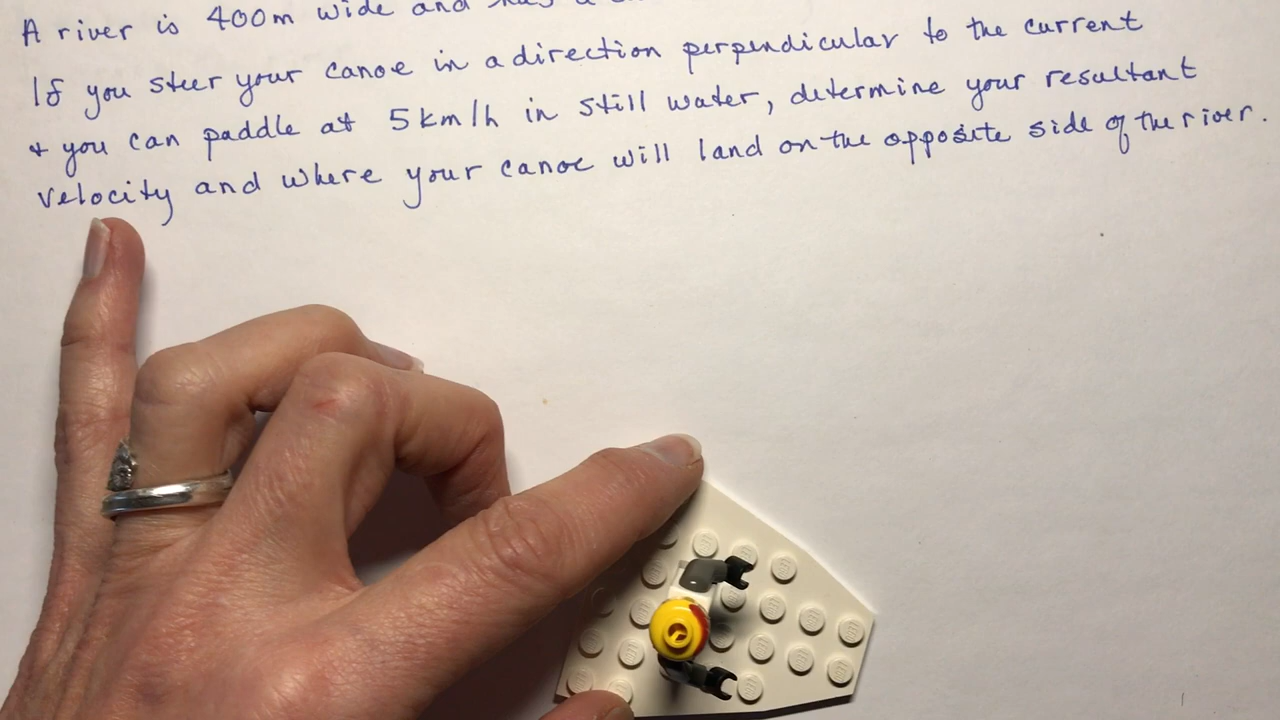 A river is 400m wide and
If you steer your canoe in a direction perpendicular to the current
+ you can paddle at 5km/h in still water, determine your resultant
velocity and where your canoe will land on the opposite side of the river.